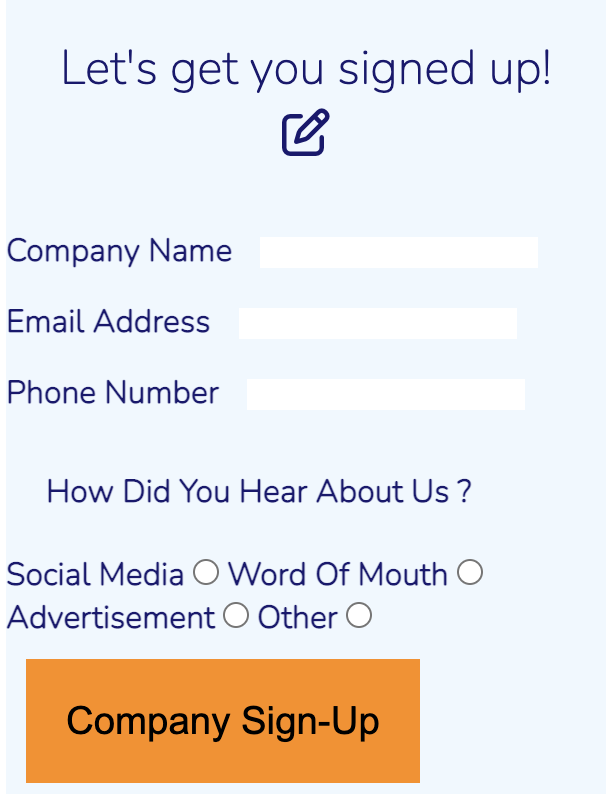 Let's get you signed up!
Company Name
Email Address
Phone Number
How Did You Hear About Us ?
Social Media Word Of Mouth
Advertisement Other
Company Sign-Up